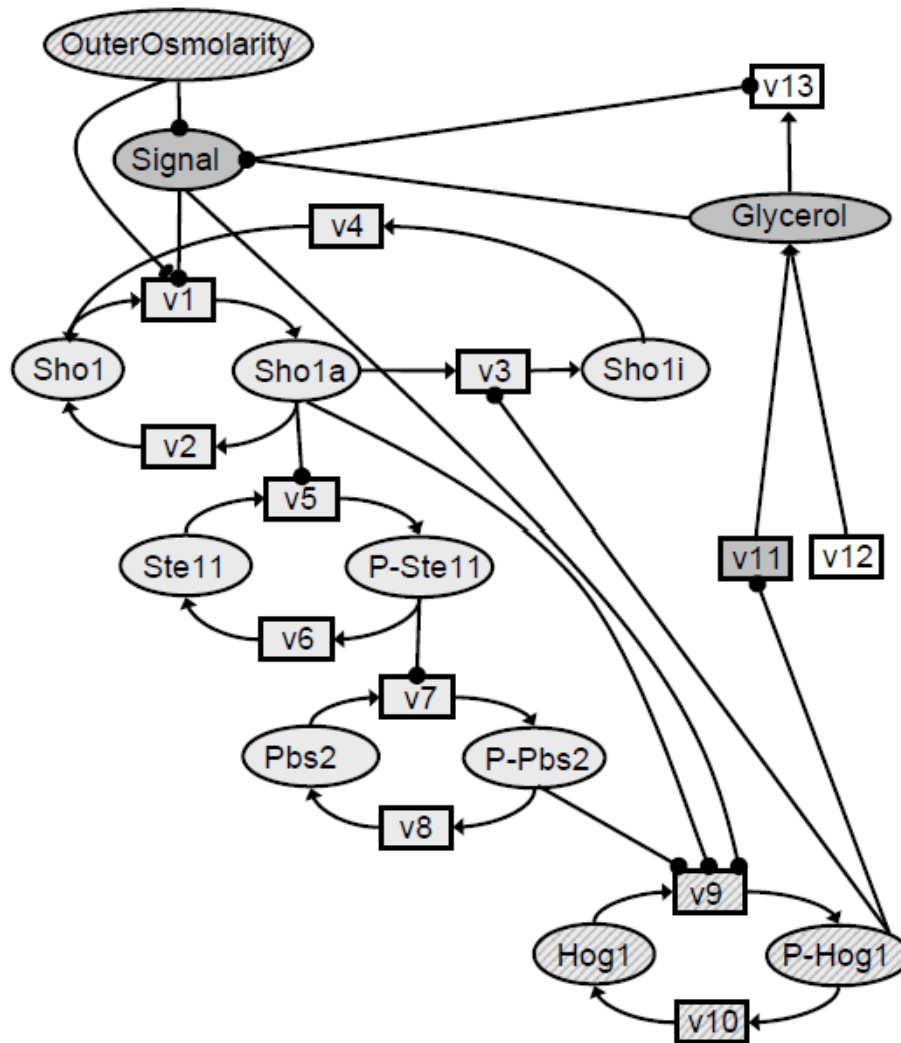 OuterOsmolarity
v13
Signal
Glycerol
v4
v1
Sho1
Sho1a
v3
Sho1i
v2
v5
v11
v12
Ste11
P-Ste11
v6
v7
Pbs2
P-Pbs2
v8
v9
Hog1
P-Hog1
v10